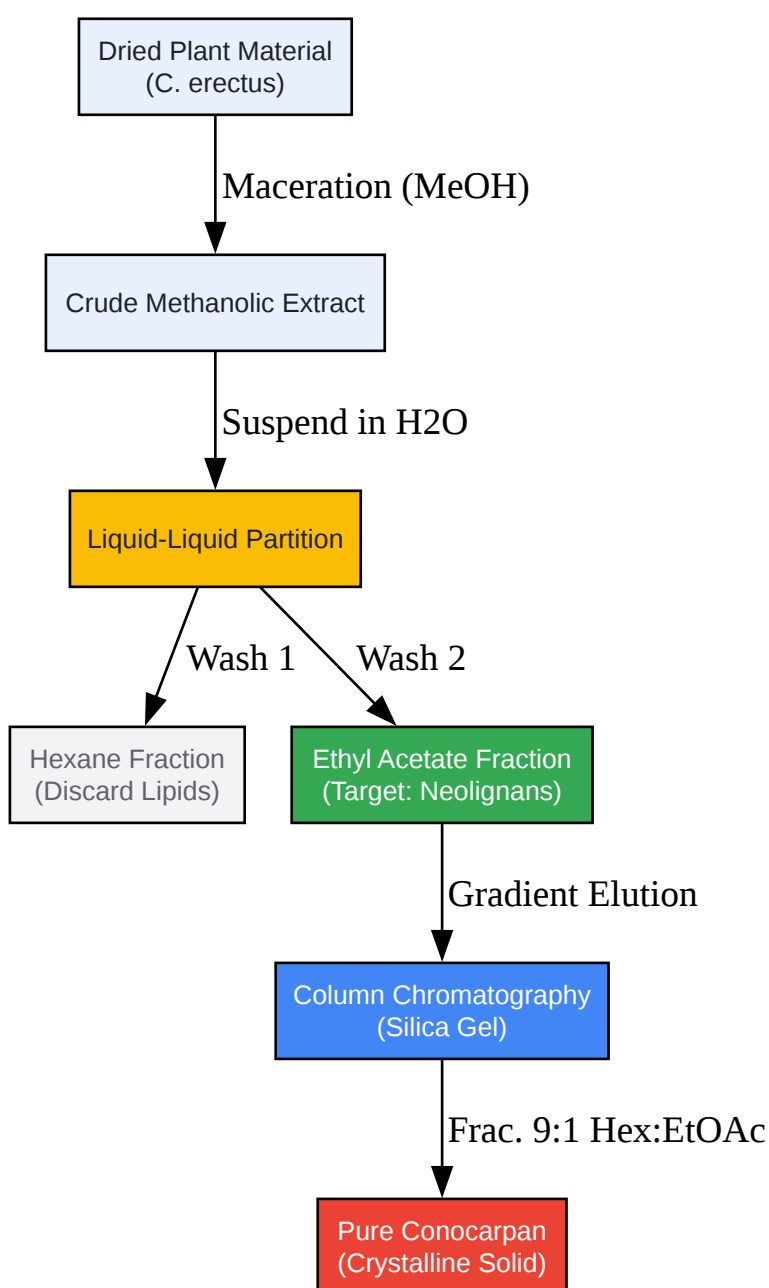 Dried Plant Material
(C. erectus)
Maceration (MeOH)
Crude Methanolic Extract
Suspend in H2O
Liquid-Liquid Partition
Wash 1
Wash 2
Hexane Fraction
(Discard Lipids)
Ethyl Acetate Fraction
(Target: Neolignans)
Gradient Elution
Column Chromatography
(Silica Gel)
Frac. 9:1 Hex:EtOAc
Pure Conocarpan
(Crystalline Solid)